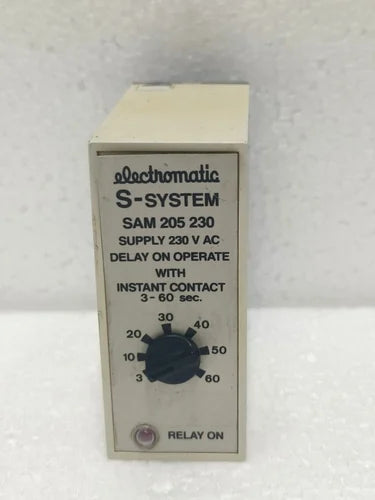 electromatic
S-SYSTEM
SAM 205 230
SUPPLY 230 V AC
DELAY ON OPERATE
WITH
INSTANT CONTACT
3-60 sec.
30
20 40
10 50
3 60
RELAY ON